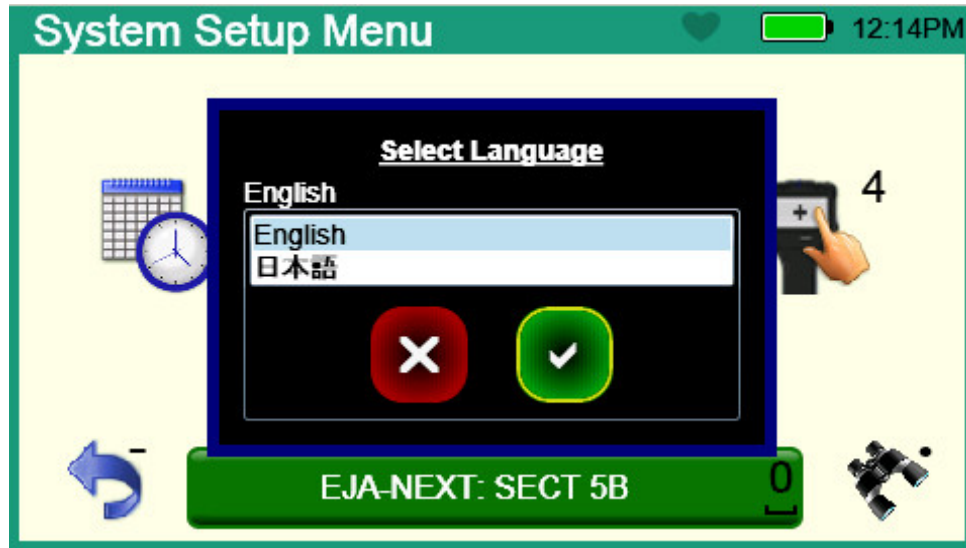 System Setup Menu
12:14PM
Select Language
English
English
日本語
4
-
EJA-NEXT: SECT 5B
0
.